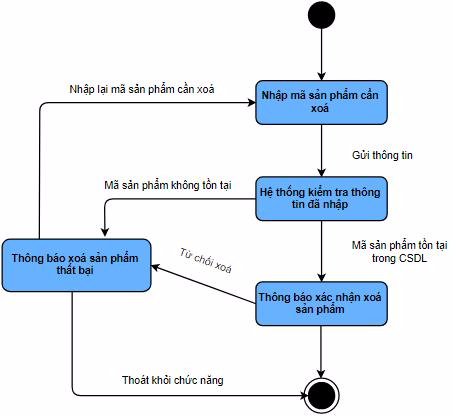 Nhập lại mã sản phẩm cần xoá
Nhập mã sản phẩm cần
xoá
Gửi thông tin
Mã sản phẩm không tồn tại
Hệ thống kiểm tra thông
tin đã nhập
Thông báo xoá sản phẩm
thất bại
Từ chối xoá
Mã sản phẩm tồn tại
trong CSDL
Thông báo xác nhận xoá
sản phẩm
Thoát khỏi chức năng